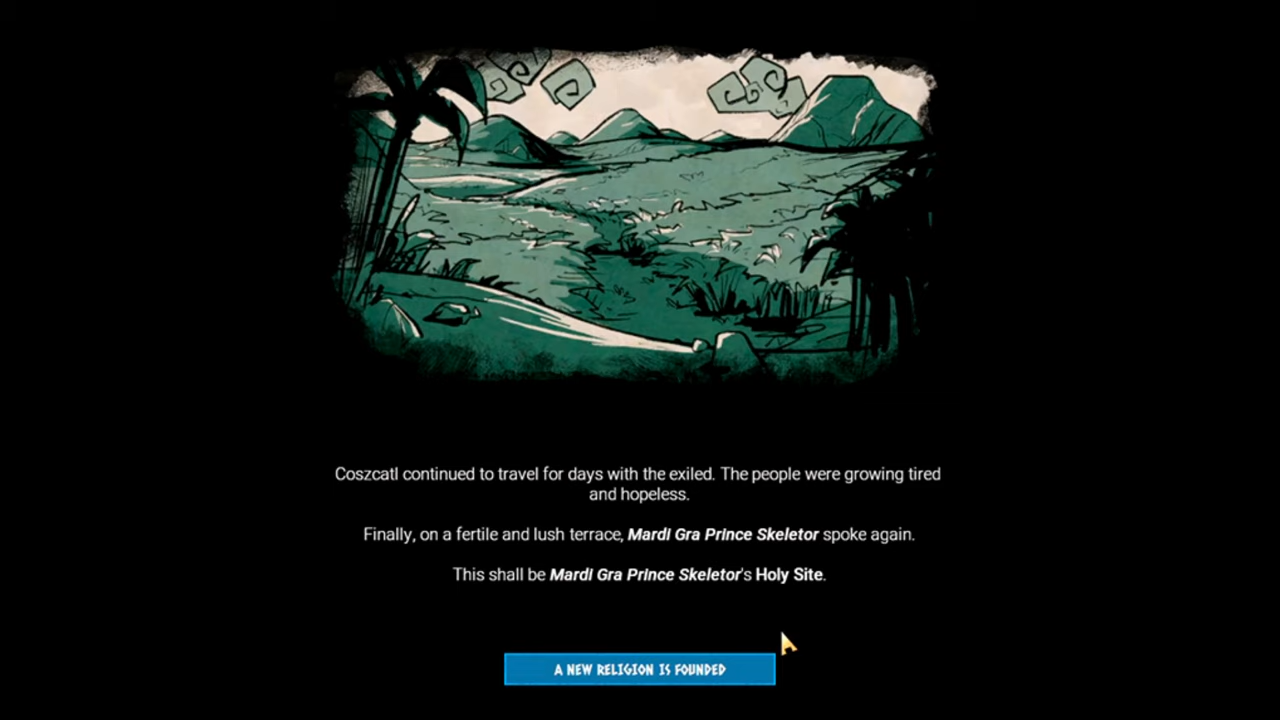 Coszcatl continued to travel for days with the exiled. The people were growing tired
and hopeless.
Finally, on a fertile and lush terrace, Mardi Gra Prince Skeletor spoke again.
This shall be Mardi Gra Prince Skeletor's Holy Site.
A NEW RELIGION IS FOUNDED